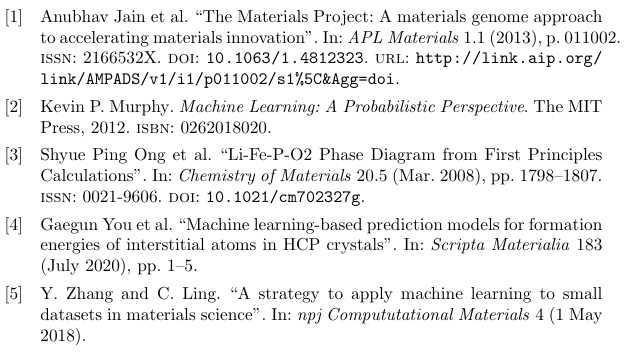 [1] Anubhav Jain et al. “The Materials Project: A materials genome approach
to accelerating materials innovation”. In: APL Materials 1.1 (2013), p. 011002.
ISSN: 2166532X. DOI: 10.1063/1.4812323. URL: http://link.aip.org/
link/AMPADS/v1/i1/p011002/s1%5C&Agg=doi.
[2] Kevin P. Murphy. Machine Learning: A Probabilistic Perspective. The MIT
Press, 2012. ISBN: 0262018020.
[3] Shyue Ping Ong et al. “Li-Fe-P-O2 Phase Diagram from First Principles
Calculations”. In: Chemistry of Materials 20.5 (Mar. 2008), pp. 1798–1807.
ISSN: 0021-9606. DOI: 10.1021/cm702327g.
[4] Gaegun You et al. “Machine learning-based prediction models for formation
energies of interstitial atoms in HCP crystals”. In: Scripta Materialia 183
(July 2020), pp. 1–5.
[5] Y. Zhang and C. Ling. “A strategy to apply machine learning to small
datasets in materials science”. In: npj Compututational Materials 4 (1 May
2018).